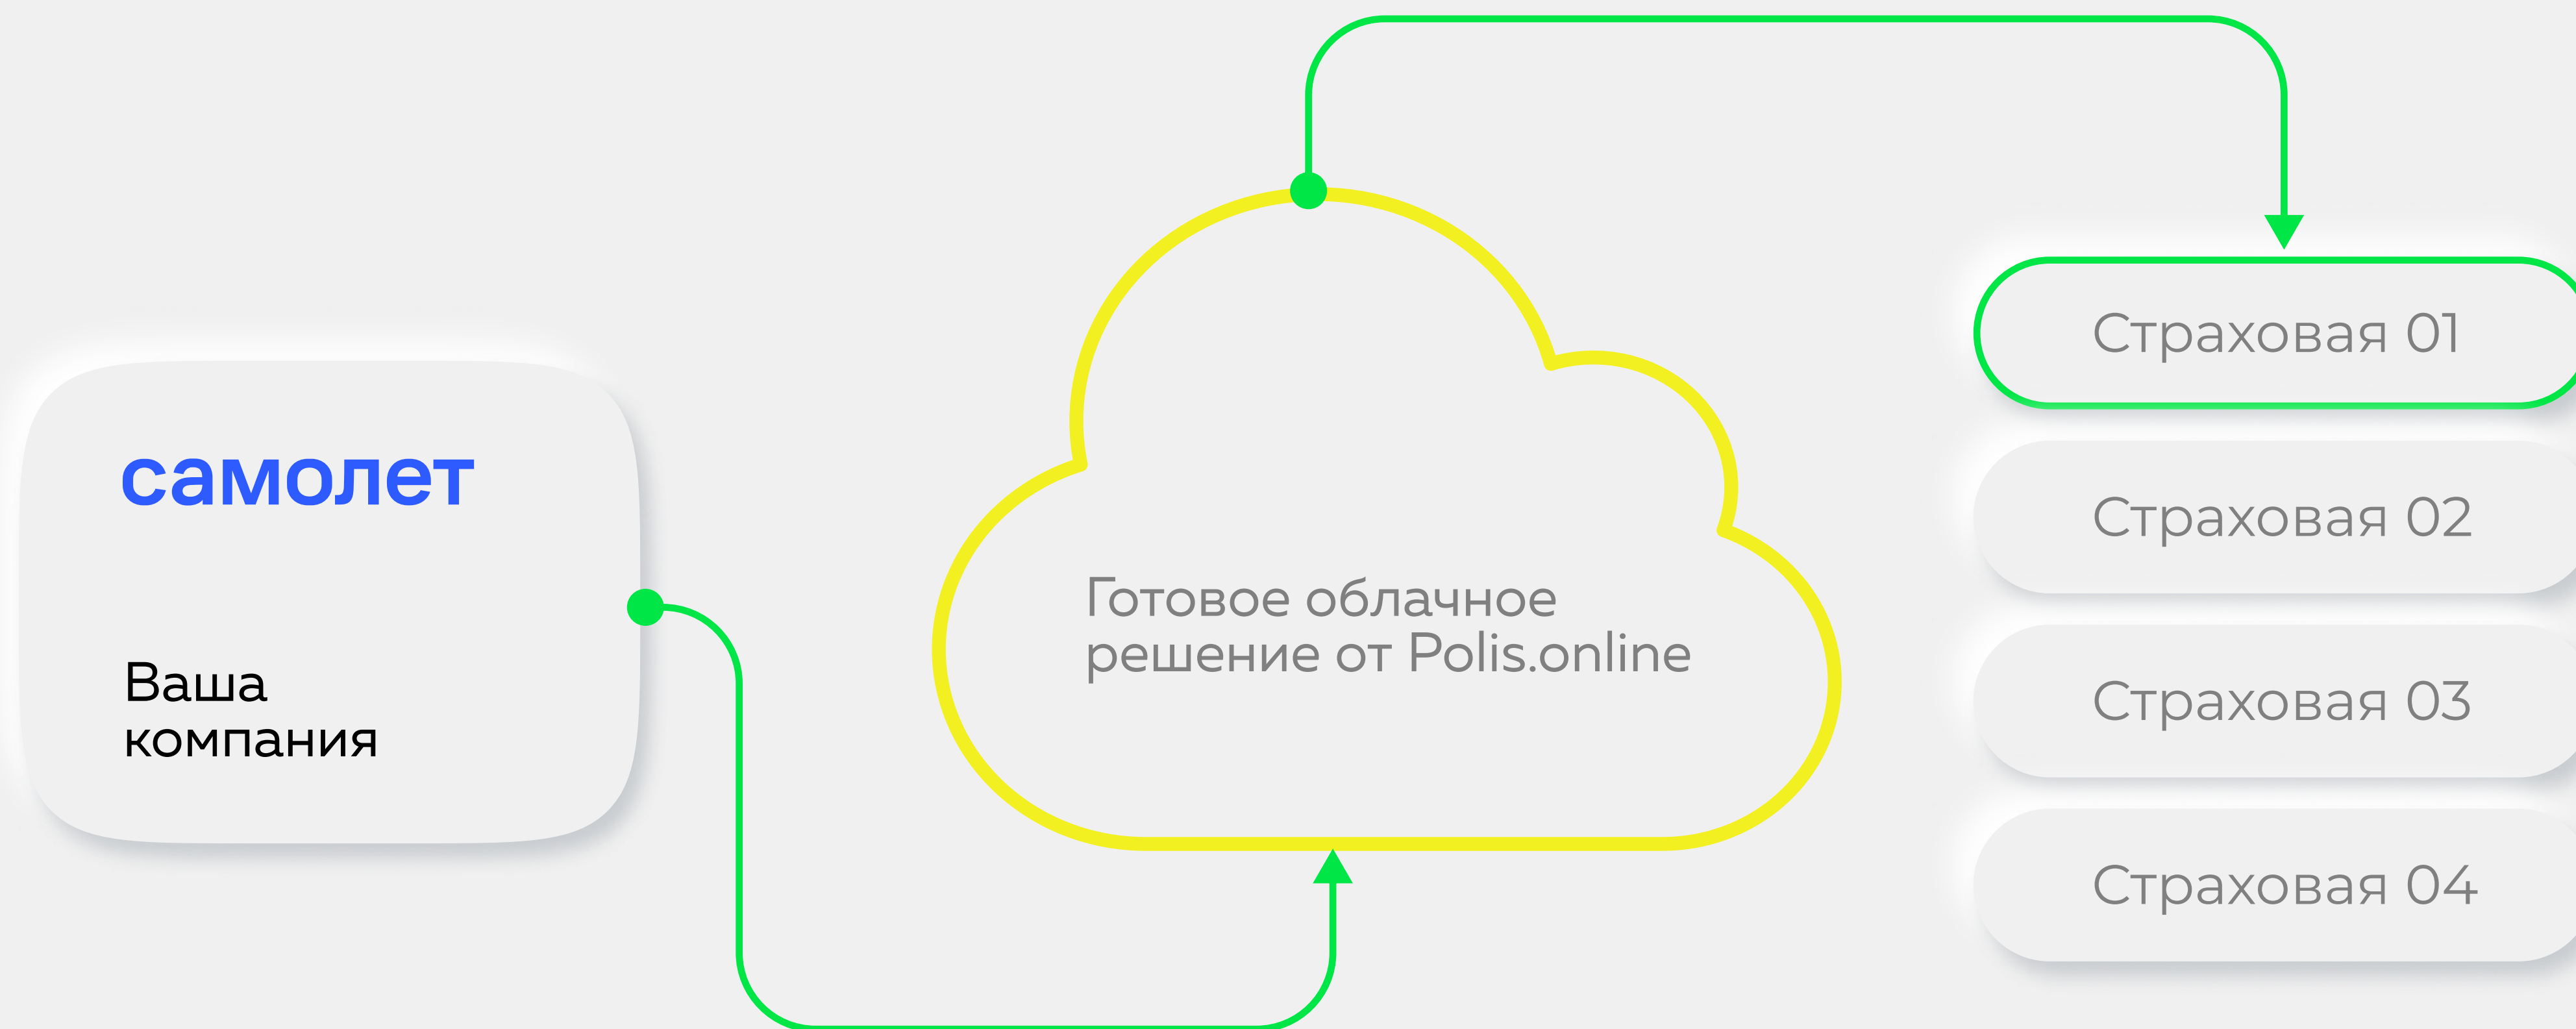 самолет
Ваша
компания
Готовое облачное
решение от Polis.online
Страховая 01
Страховая 02
Страховая 03
Страховая 04